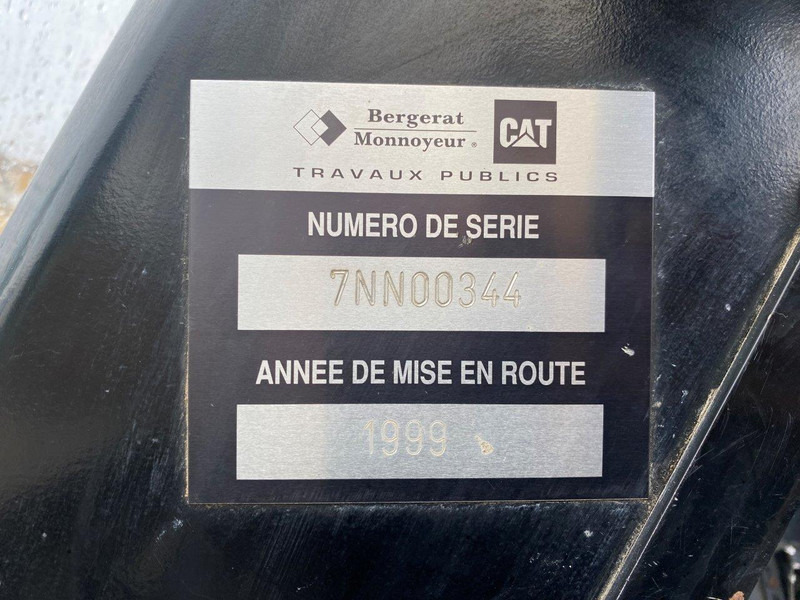 Bergerat
Monnoyeur ®
CAT
TRAVAUX PUBLICS
NUMERO DE SERIE
7NN00344
ANNEE DE MISE EN ROUTE
1999